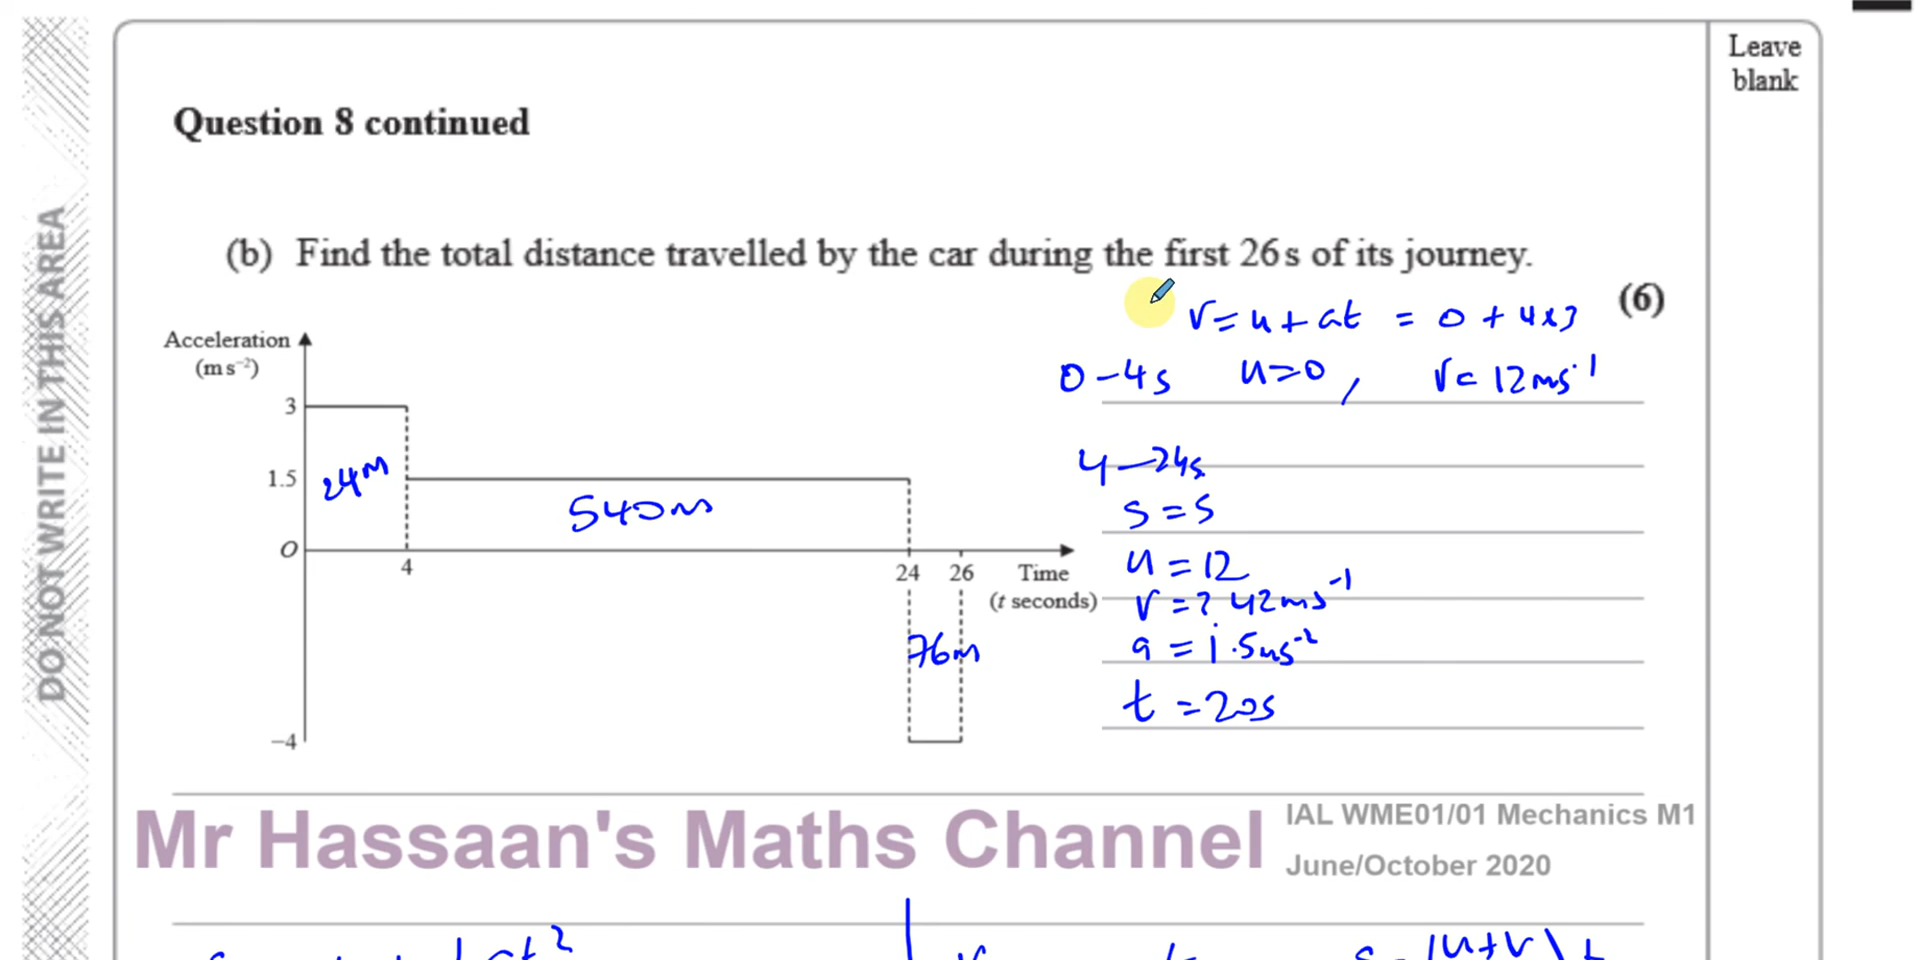 Leave
blank
Question 8 continued
(b) Find the total distance travelled by the car during the first 26 s of its journey.
(6)
v = u + at = 0 + 4x3
0 - 4s u = 0 , v = 12ms⁻¹
Acceleration
(m s⁻²)
3
1.5
O
-4
4
24
26
Time
(t seconds)
24m
540m
76m
4 - 24s
s = s
u = 12
v = ? 42ms⁻¹
a = 1.5ms⁻²
t = 20s
DO NOT WRITE IN THIS AREA
Mr Hassaan's Maths Channel
IAL WME01/01 Mechanics M1
June/October 2020